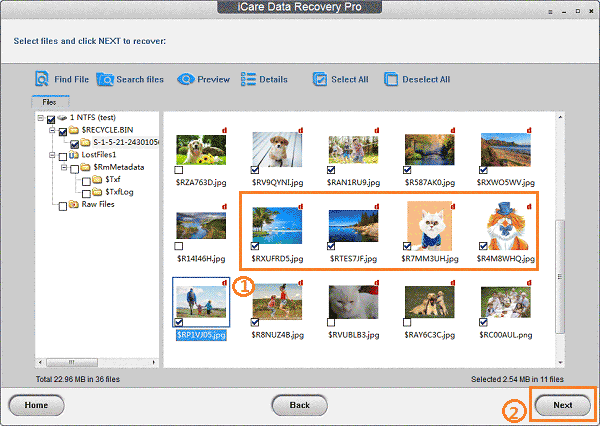 iCare Data Recovery Pro
Select files and click NEXT to recover:
Find File Search files Preview Details Select All Deselect All
Files
1 NTFS (test)
$RECYCLE.BIN
S-1-5-21-24301056
LostFiles1
$RmMetadata
$Txf
$TxfLog
Raw Files
d d d d d
$RZA763D.jpg $RV9QYNI.jpg $RAN1RU9.jpg $R587AK0.jpg $RXWO5WV.jpg
d d d d d
$R14I46H.jpg $RXUFRD5.jpg $RTES7JF.jpg $R7MM3UH.jpg $R4M8WHQ.jpg
d d d d d
1
$RP1VJ05.jpg $R8NUZ4B.jpg $RVUBLB3.jpg $RAY6C3C.jpg $RC00AUL.png
Total 22.96 MB in 36 files Selected 2.54 MB in 11 files
Home Back 2 Next